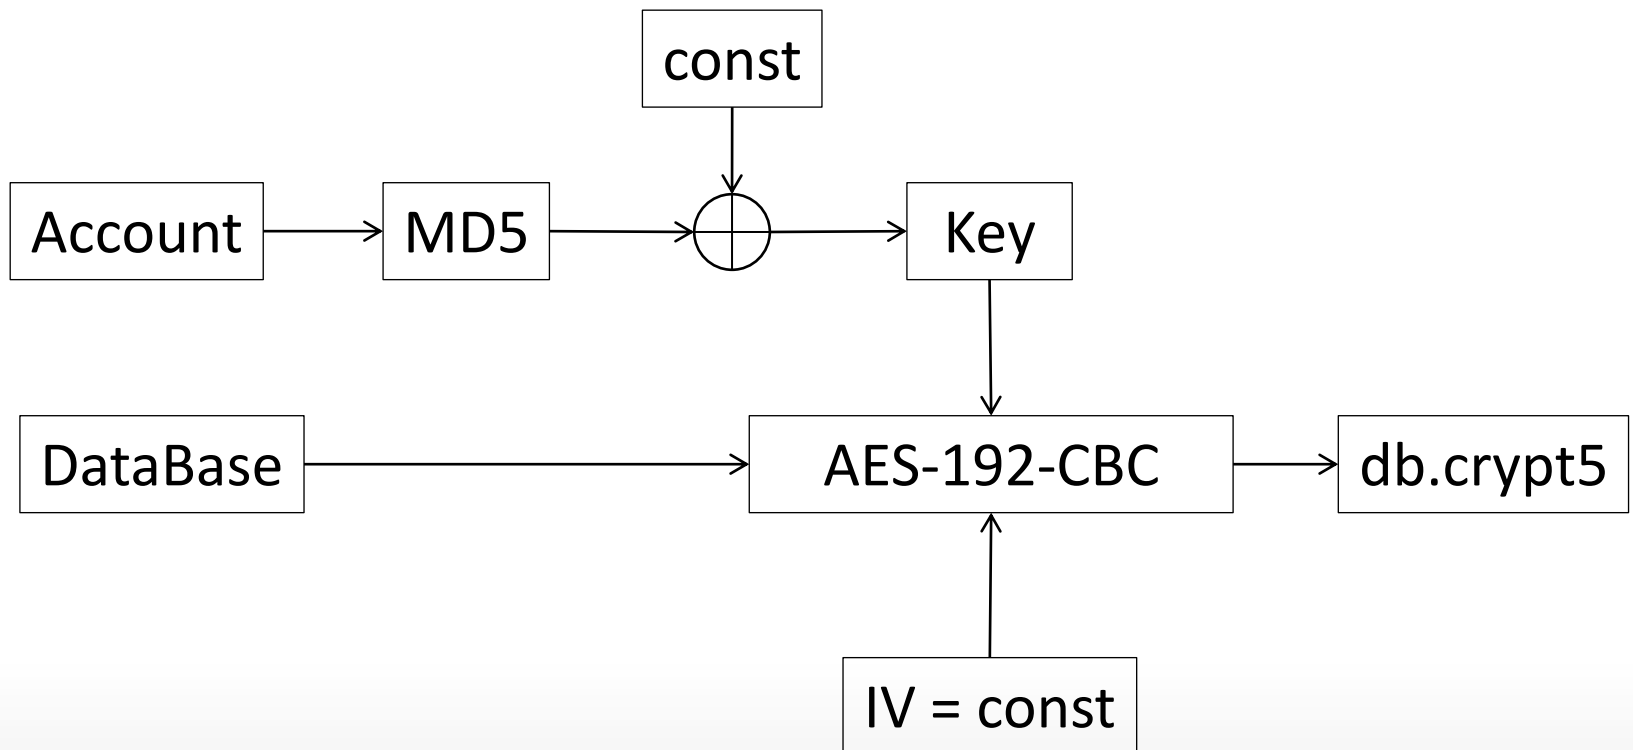 const
Account
MD5
Key
DataBase
AES-192-CBC
db.crypt5
IV = const